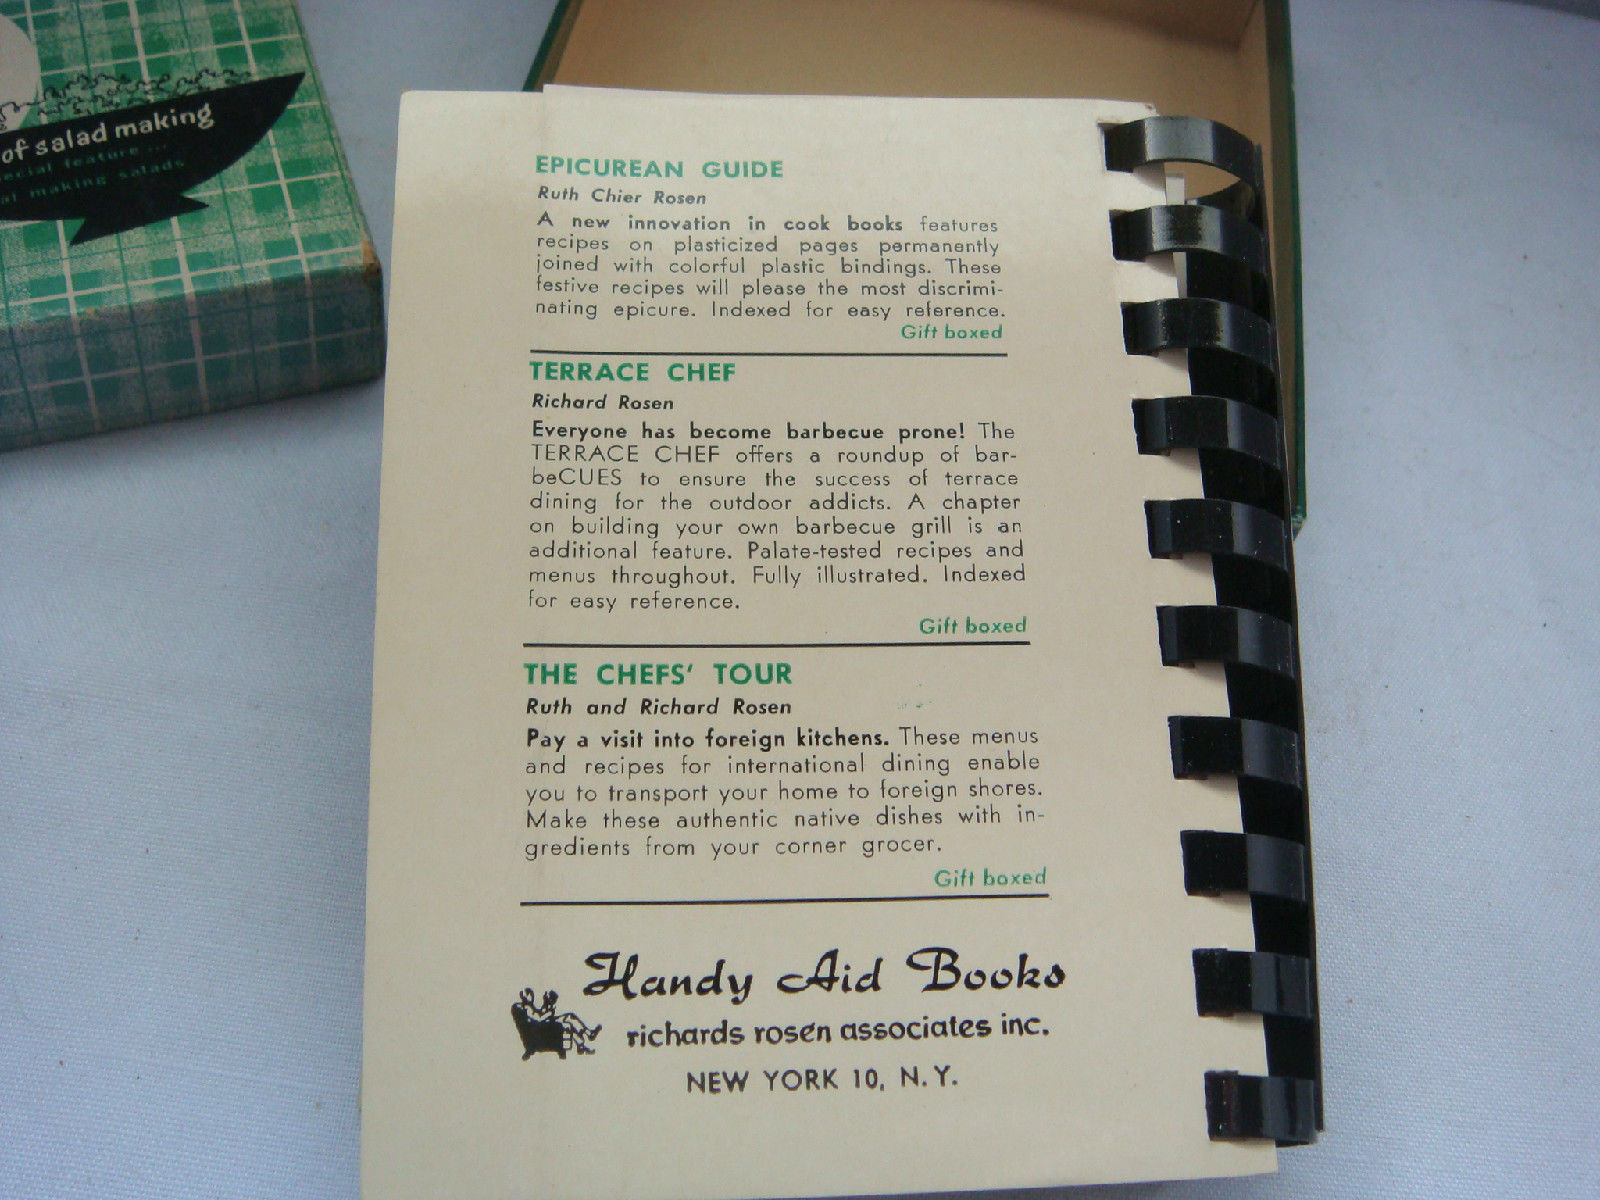 of salad making
ecial feature ...
al making salads
EPICUREAN GUIDE
Ruth Chier Rosen
A new innovation in cook books features
recipes on plasticized pages permanently
joined with colorful plastic bindings. These
festive recipes will please the most discrimi-
nating epicure. Indexed for easy reference.
Gift boxed
TERRACE CHEF
Richard Rosen
Everyone has become barbecue prone! The
TERRACE CHEF offers a roundup of bar-
beCUES to ensure the success of terrace
dining for the outdoor addicts. A chapter
on building your own barbecue grill is an
additional feature. Palate-tested recipes and
menus throughout. Fully illustrated. Indexed
for easy reference.
Gift boxed
THE CHEFS' TOUR
Ruth and Richard Rosen
Pay a visit into foreign kitchens. These menus
and recipes for international dining enable
you to transport your home to foreign shores.
Make these authentic native dishes with in-
gredients from your corner grocer.
Gift boxed
Handy Aid Books
richards rosen associates inc.
NEW YORK 10, N.Y.